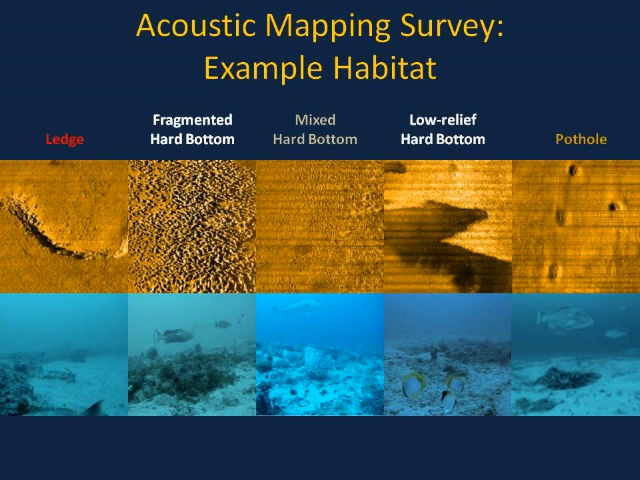 Acoustic Mapping Survey:
Example Habitat
Ledge
Fragmented
Hard Bottom
Mixed
Hard Bottom
Low-relief
Hard Bottom
Pothole